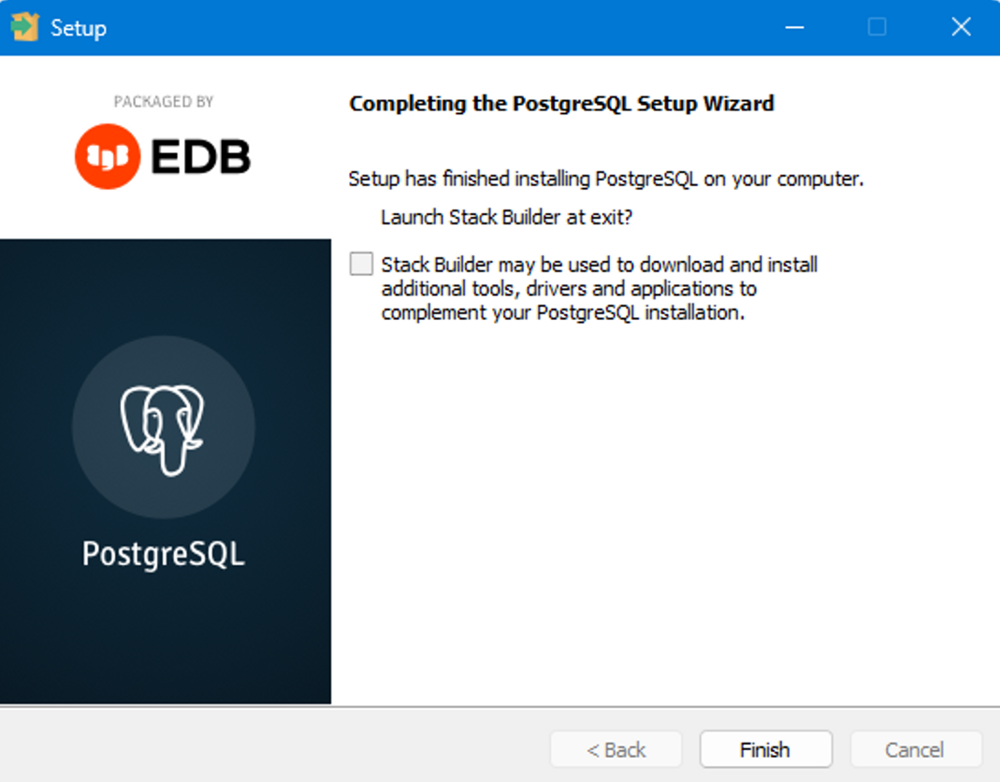 Setup
PACKAGED BY
EDB
Completing the PostgreSQL Setup Wizard
Setup has finished installing PostgreSQL on your computer.
Launch Stack Builder at exit?
Stack Builder may be used to download and install
additional tools, drivers and applications to
complement your PostgreSQL installation.
PostgreSQL
< Back
Finish
Cancel